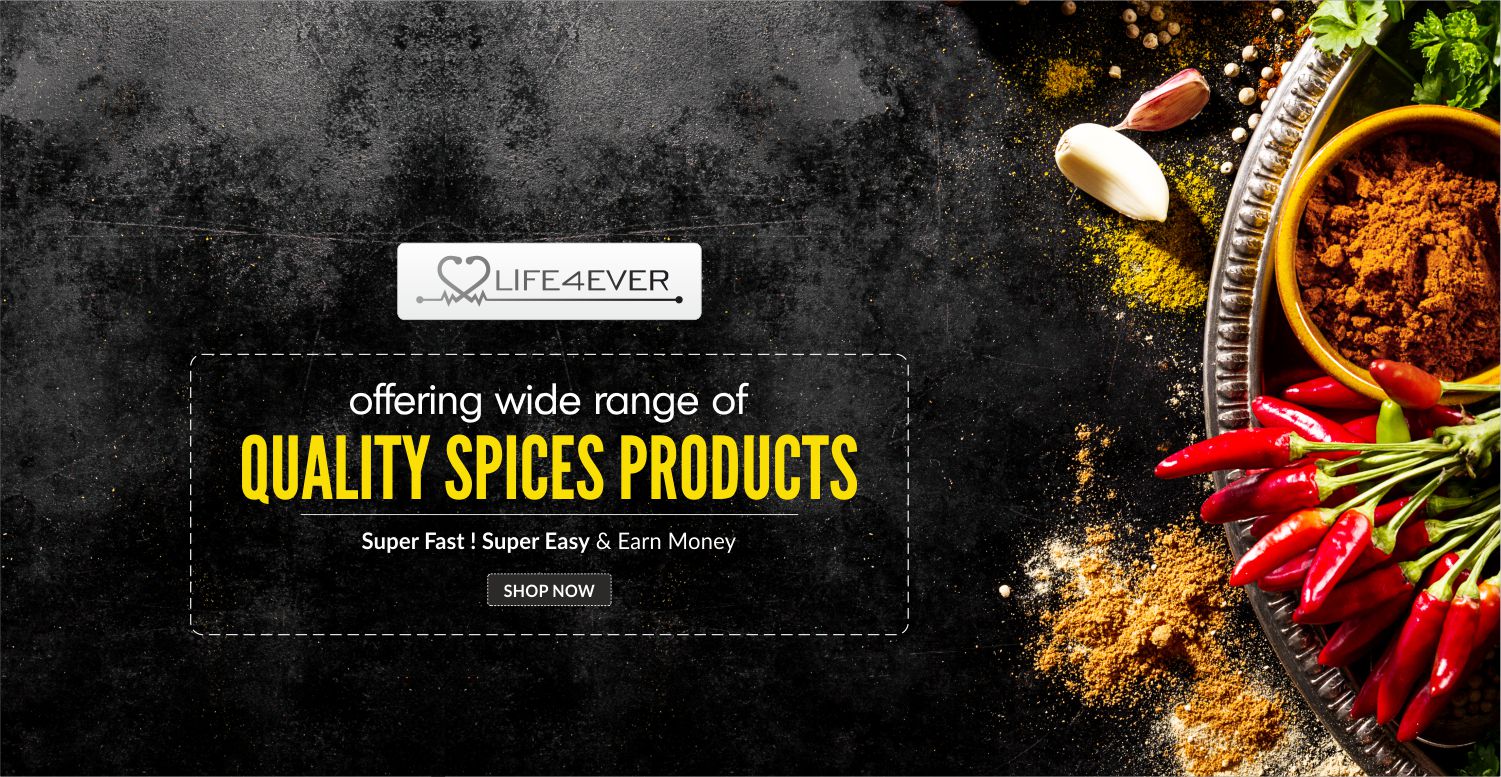 LIFE4EVER
offering wide range of
QUALITY SPICES PRODUCTS
Super Fast ! Super Easy & Earn Money
SHOP NOW